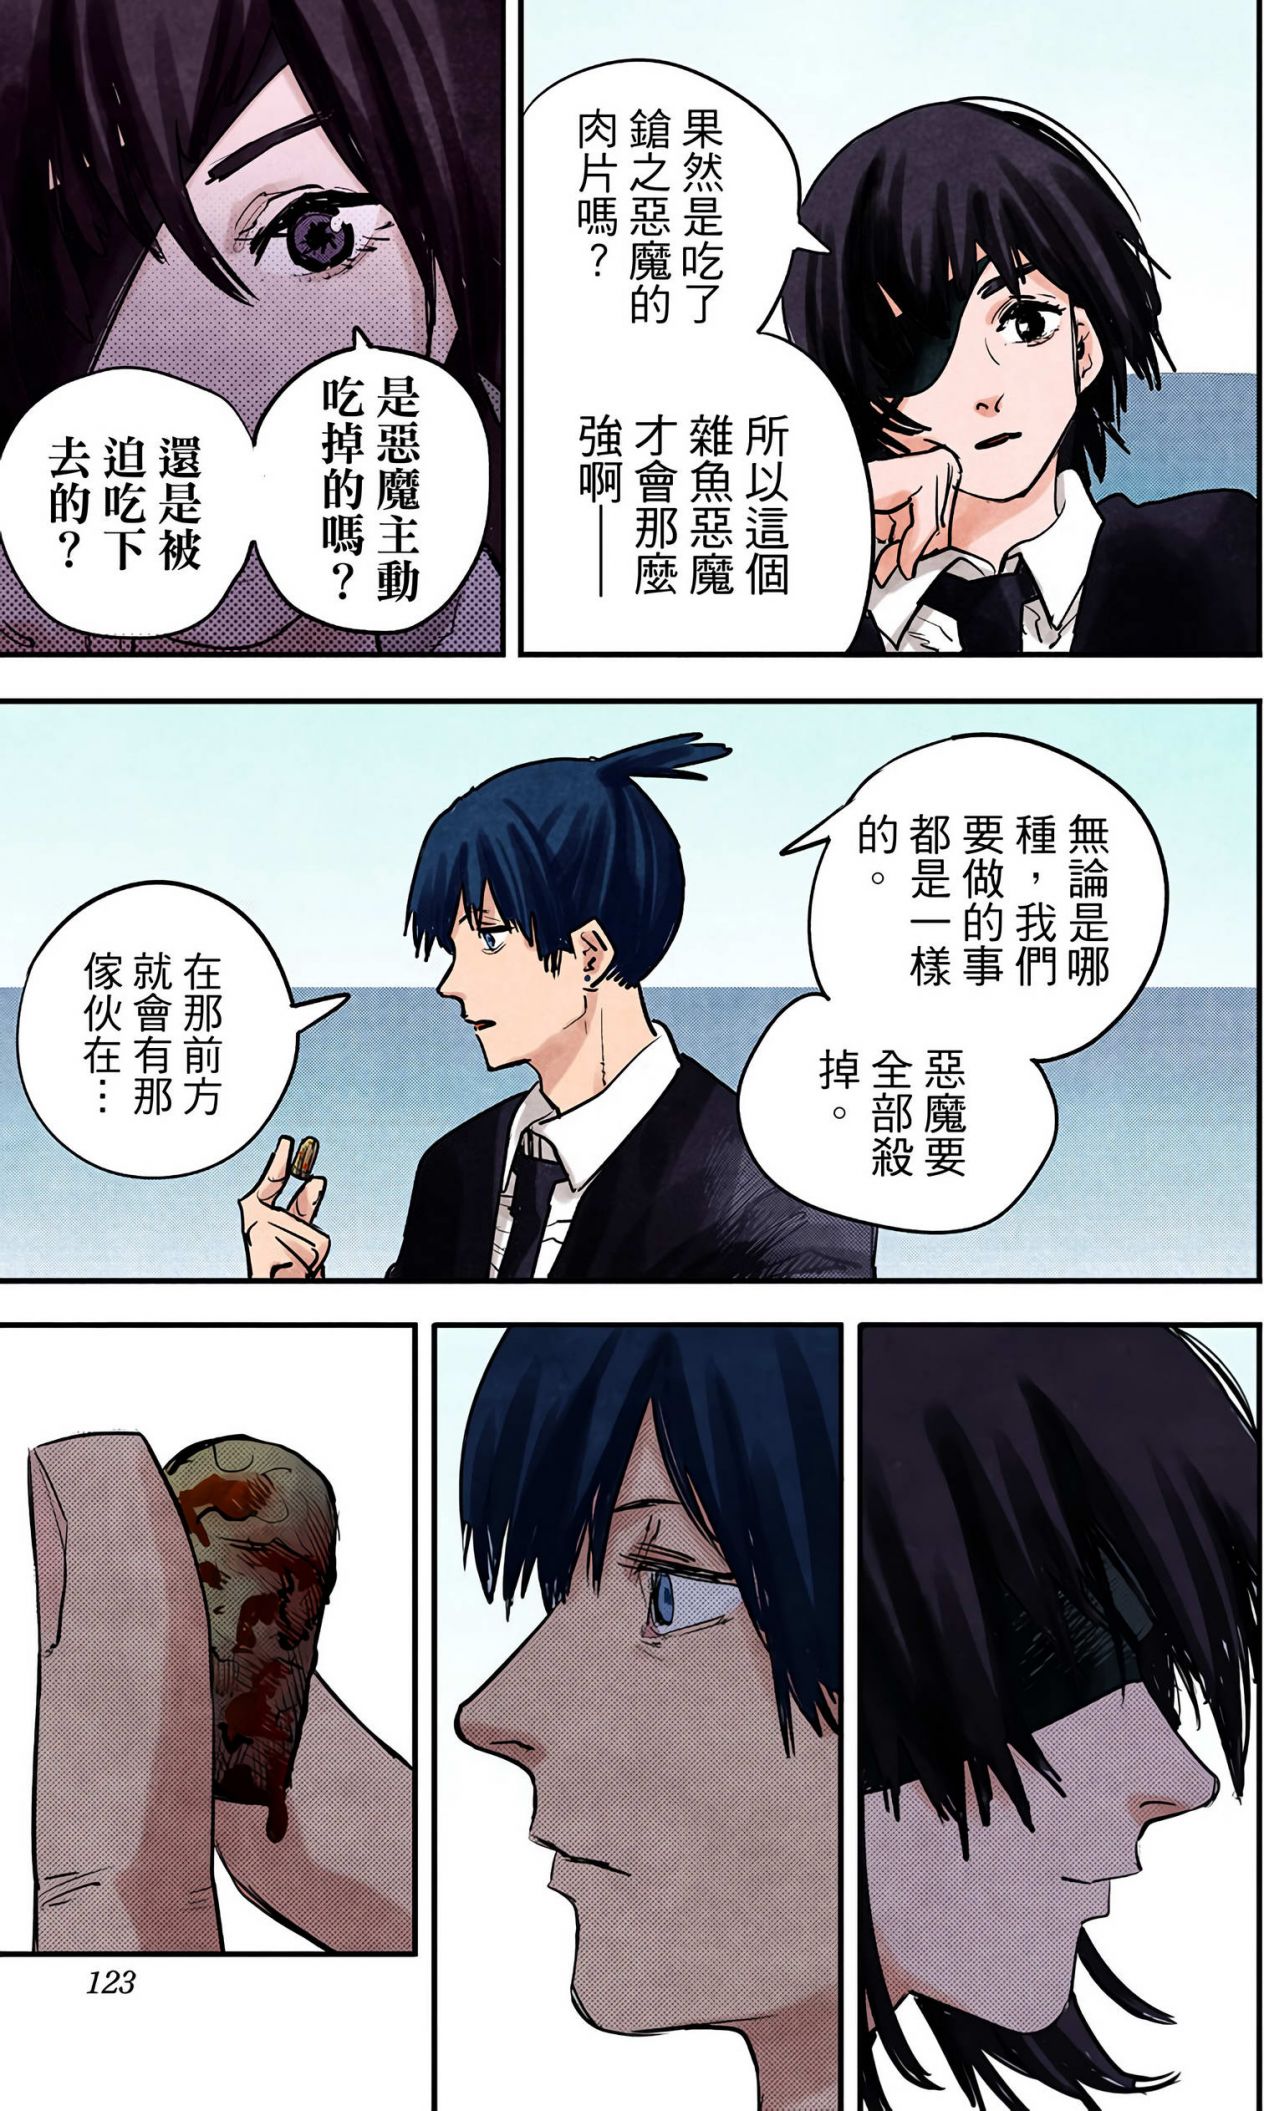 果然是吃了
鎗之惡魔的
肉片嗎？
所以這個
雜魚惡魔
才會那麼
強啊——
是惡魔主動
吃掉的嗎？
還是被
迫吃下
去的？
無論是哪
種，我們
要做的事
都是一樣
的。
惡魔要
全部殺
掉。
在那前方
就會有那
傢伙在…
123